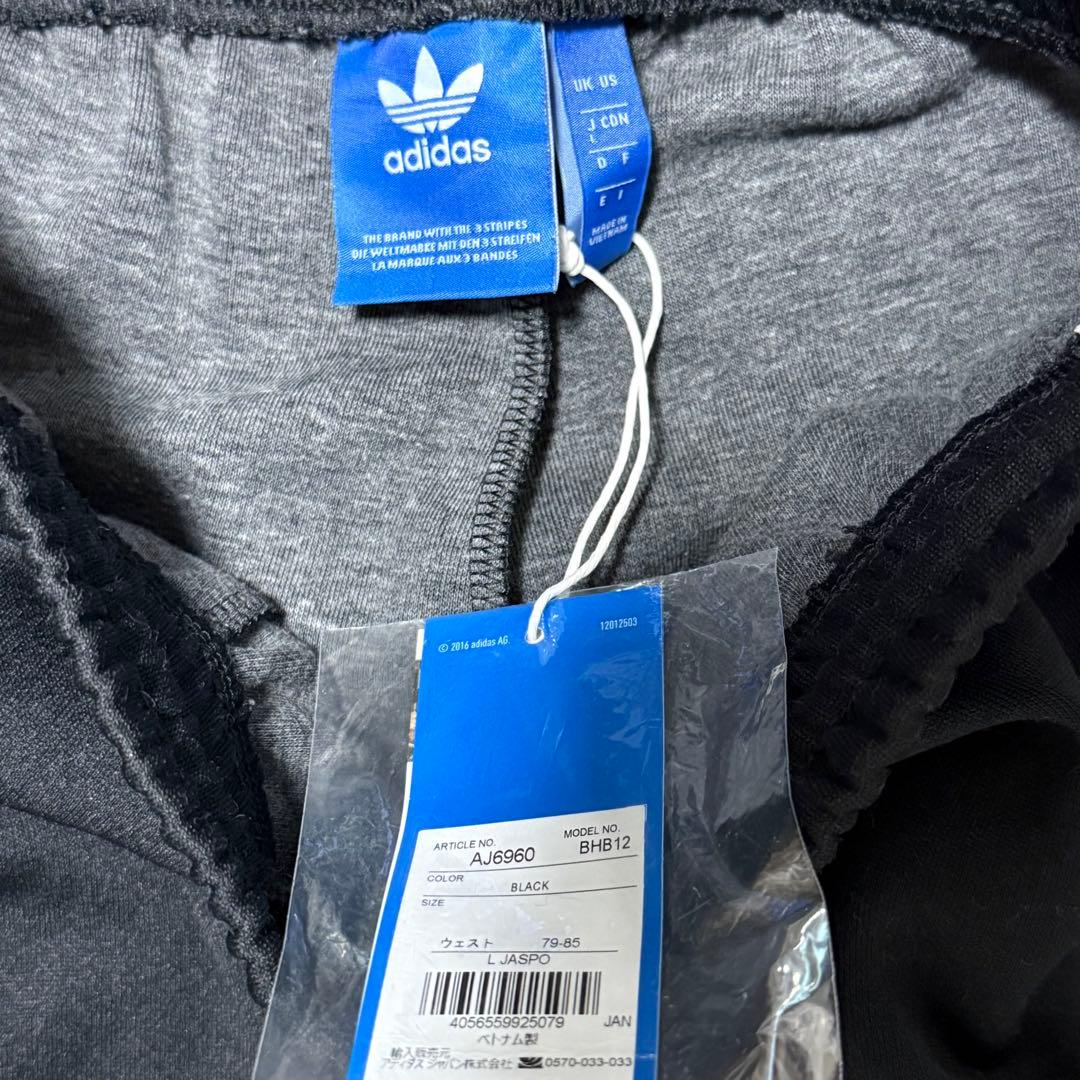 adidas
THE BRAND WITH THE 3 STRIPES
DIE WELTMARKE MIT DEN 3 STREIFEN
LA MARQUE AUX 3 BANDES
UK US
J CDN
L
D F
E I
MADE IN
VIETNAM
© 2016 adidas AG.
12012503
ARTICLE NO.
AJ6960
MODEL NO.
BHB12
COLOR
BLACK
SIZE
ウェスト 79-85
L JASPO
4056559925079 JAN
ベトナム製
輸入販売元
アディダス ジャパン株式会社 0570-033-033